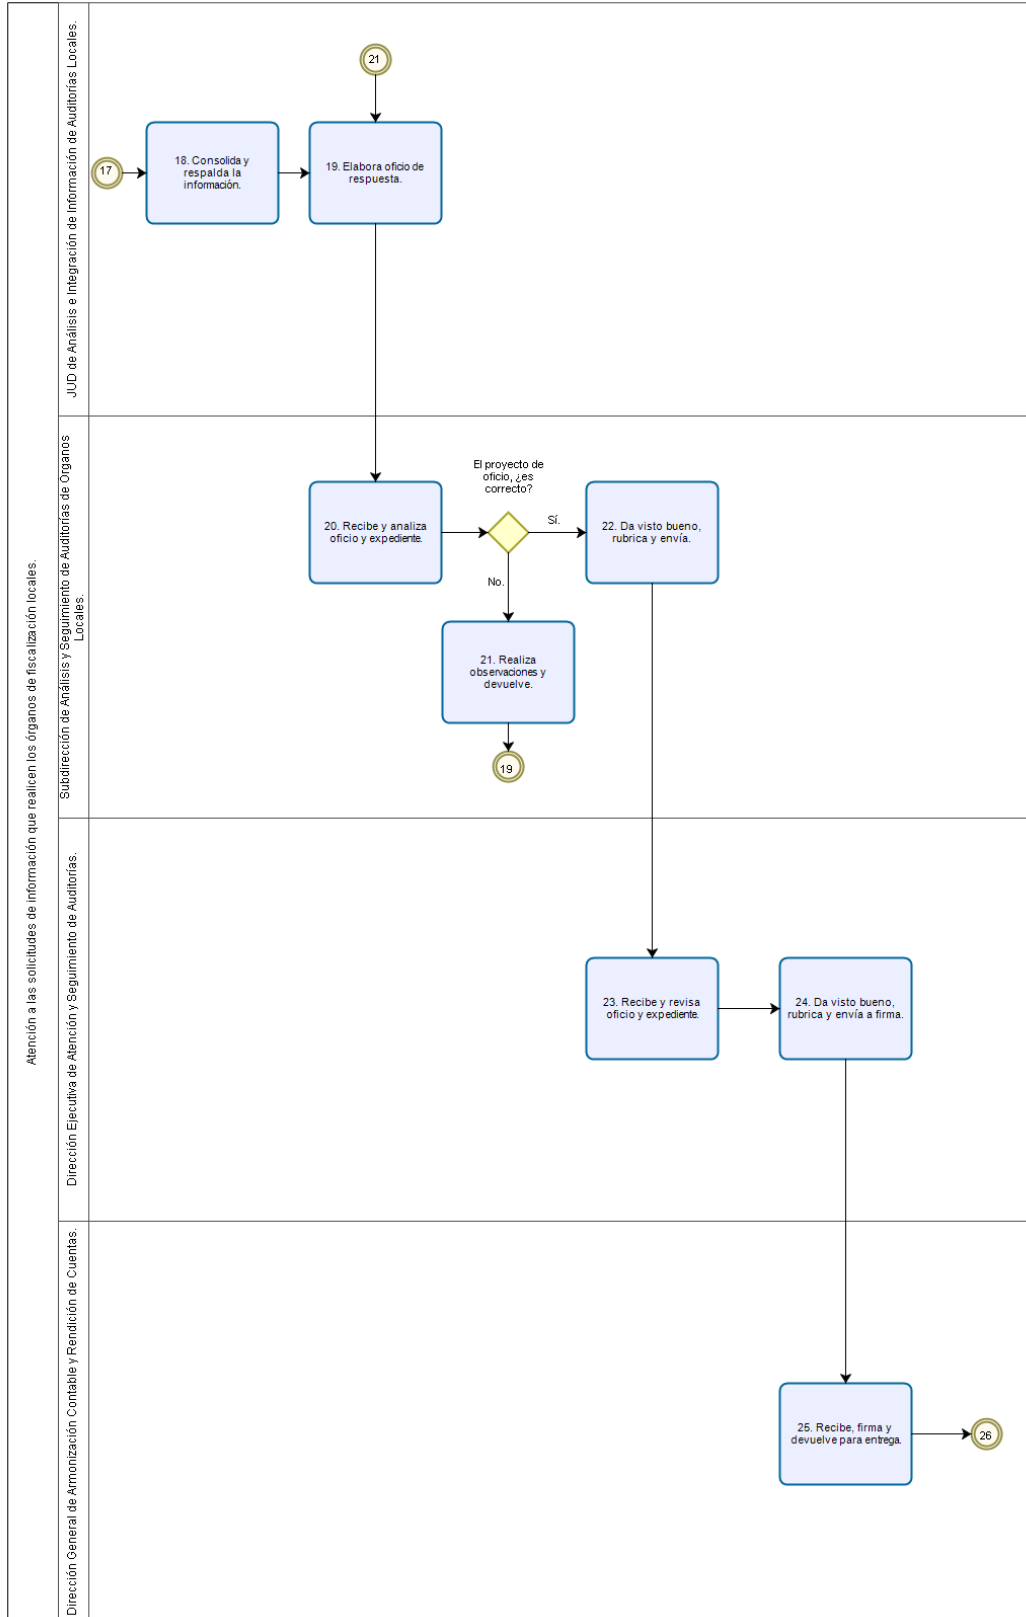 Atención a las solicitudes de información que realicen los órganos de fiscalización locales.
JUD de Análisis e Integración de Información de Auditorías Locales.
21
17
18. Consolida y
respalda la
información.
19. Elabora oficio de
respuesta.
Subdirección de Análisis y Seguimiento de Auditorías de Organos
Locales.
El proyecto de
oficio, ¿es
correcto?
20. Recibe y analiza
oficio y expediente.
Sí.
22. Da visto bueno,
rubrica y envía.
No.
21. Realiza
observaciones y
devuelve.
19
Dirección Ejecutiva de Atención y Seguimiento de Auditorías.
23. Recibe y revisa
oficio y expediente.
24. Da visto bueno,
rubrica y envía a firma.
Dirección General de Armonización Contable y Rendición de Cuentas.
25. Recibe, firma y
devuelve para entrega.
26